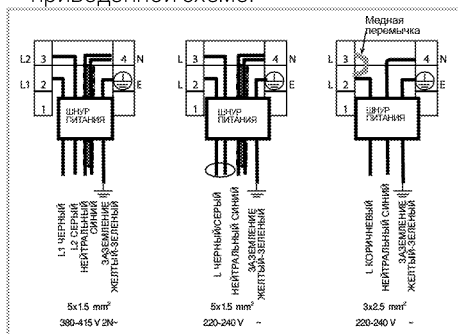 приведенной схеме.
Медная
перемычка
L2 3
4 N
L1 2
E
1
ШНУР
ПИТАНИЯ
L1 ЧЕРНЫЙ
L2 СЕРЫЙ
НЕЙТРАЛЬНЫЙ
СИНИЙ
ЗАЗЕМЛЕНИЕ
ЖЕЛТЫЙ-ЗЕЛЕНЫЙ
5x1.5 mm²
380-415 V 2N~
L 3
4 N
L 2
E
1
ШНУР
ПИТАНИЯ
L ЧЕРНЫЙ/СЕРЫЙ
НЕЙТРАЛЬНЫЙ СИНИЙ
ЗАЗЕМЛЕНИЕ
ЖЕЛТЫЙ-ЗЕЛЕНЫЙ
5x1.5 mm²
220-240 V ~
L 3
4 N
L 2
E
1
ШНУР
ПИТАНИЯ
L КОРИЧНЕВЫЙ
НЕЙТРАЛЬНЫЙ СИНИЙ
ЗАЗЕМЛЕНИЕ
ЖЕЛТЫЙ-ЗЕЛЕНЫЙ
3x2.5 mm²
220-240 V ~